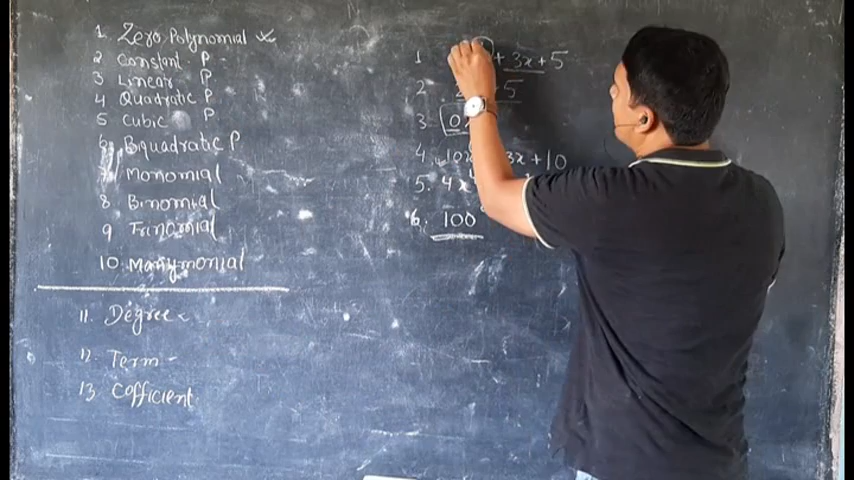 1. Zero Polynomial
2 Constant P
3 Linear P
4 Quadratic P
5 Cubic P
6. Biquadratic P
7 Monomial
8 Binomial
9 Trinomial
10 Manymonial
11. Degree
12 Term
13 Cofficient
1 + 3x + 5
2. + 5
3. 0
4. 10x 3x + 10
5. 4x
6. 100